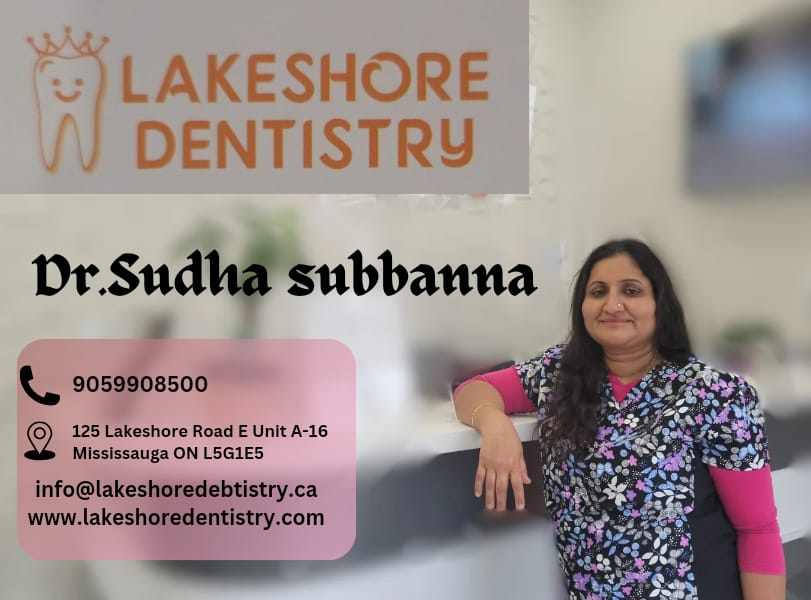 LAKESHORE
DENTISTRY
Dr.Sudha subbanna
9059908500
125 Lakeshore Road E Unit A-16
Mississauga ON L5G1E5
info@lakeshoredebtistry.ca
www.lakeshoredentistry.com